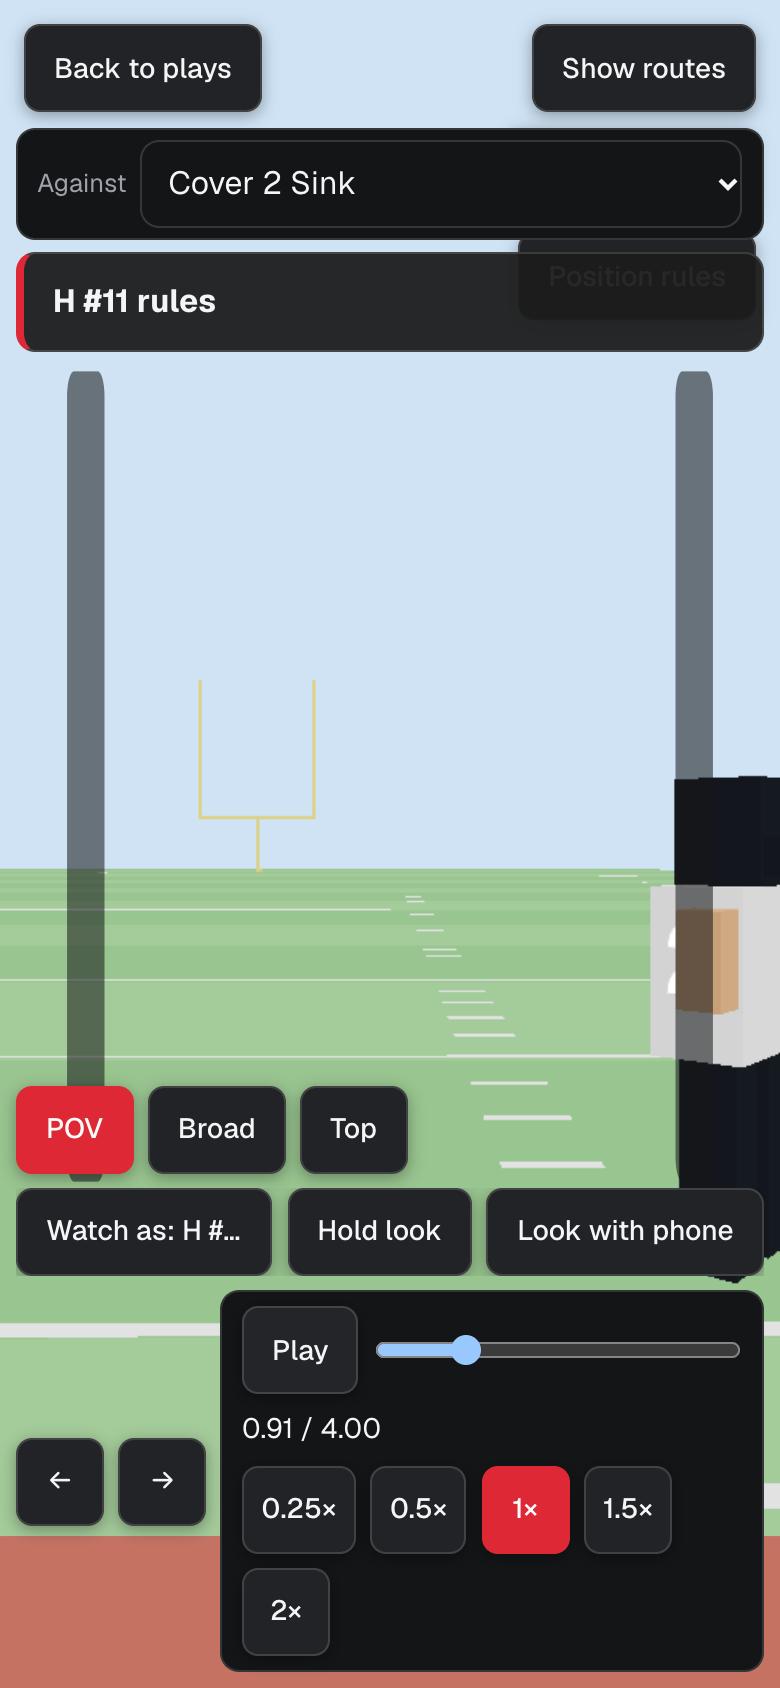 Back to plays
Show routes
Against
Cover 2 Sink
Position rules
H #11 rules
POV
Broad
Top
Watch as: H #...
Hold look
Look with phone
Play
0.91 / 4.00
←
→
0.25×
0.5×
1×
1.5×
2×